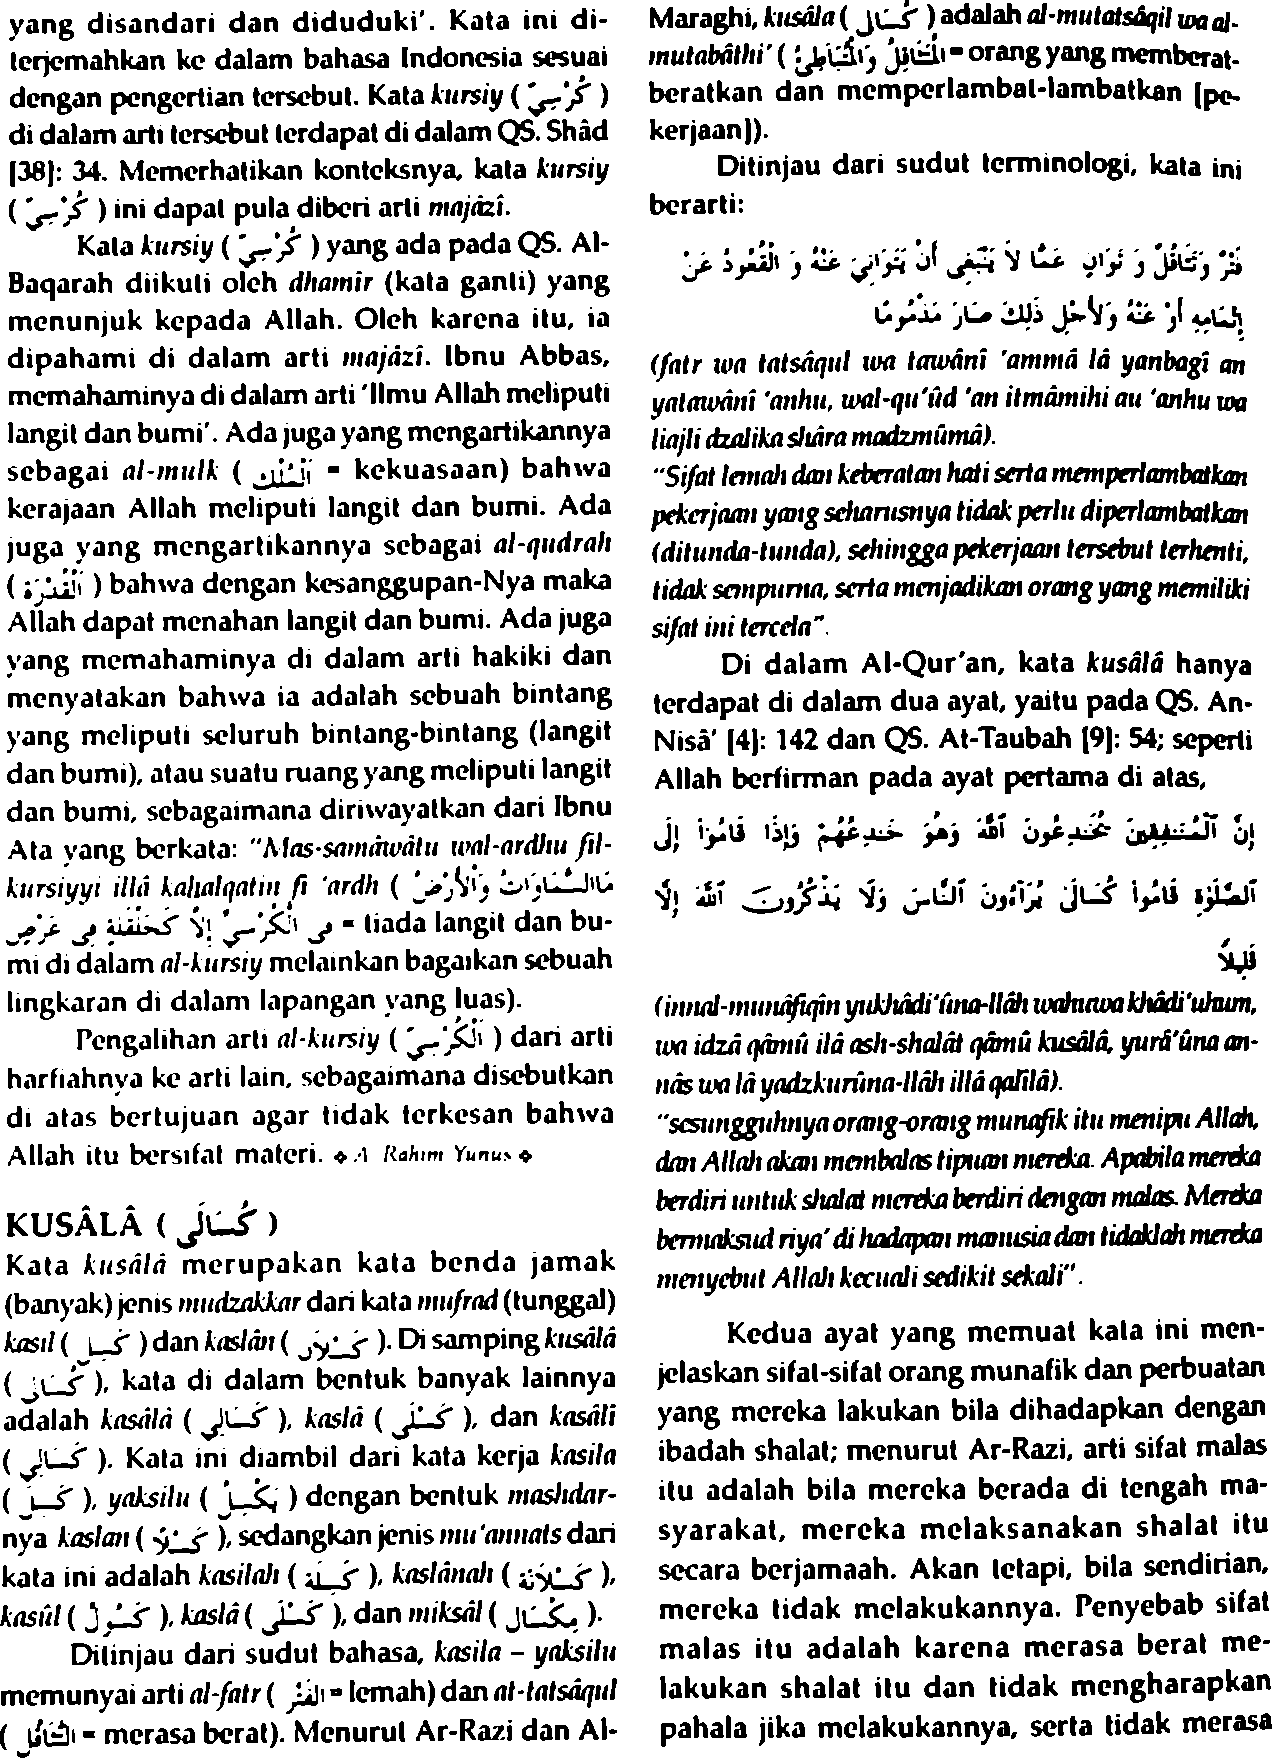 yang disandari dan diduduki'. Kata ini di-
terjemahkan ke dalam bahasa Indonesia sesuai
dengan pengertian tersebut. Kata kursiy ( كُرْسِيّ )
di dalam arti tersebut terdapat di dalam QS. Shâd
[38]: 34. Memerhatikan konteksnya, kata kursiy
( كُرْسِيّ ) ini dapat pula diberi arti majâzî.
Kata kursiy ( كُرْسِيّ ) yang ada pada QS. Al-
Baqarah diikuti oleh dhamîr (kata ganti) yang
menunjuk kepada Allah. Oleh karena itu, ia
dipahami di dalam arti majâzî. Ibnu Abbas,
memahaminya di dalam arti 'Ilmu Allah meliputi
langit dan bumi'. Ada juga yang mengartikannya
sebagai al-mulk ( اَلْمُلْك = kekuasaan) bahwa
kerajaan Allah meliputi langit dan bumi. Ada
juga yang mengartikannya sebagai al-qudrah
( اَلْقُدْرَة ) bahwa dengan kesanggupan-Nya maka
Allah dapat menahan langit dan bumi. Ada juga
yang memahaminya di dalam arti hakiki dan
menyatakan bahwa ia adalah sebuah bintang
yang meliputi seluruh bintang-bintang (langit
dan bumi), atau suatu ruang yang meliputi langit
dan bumi, sebagaimana diriwayatkan dari Ibnu
Ata yang berkata: "Mas-samâwâtu wal-ardhu fil-
kursiyyi illâ kahalqatin fî 'ardh ( مَاالسَّمَاوَاتُ وَاْلأَرْضُ
فِى الْكُرْسِيِّ إِلاَّ كَحَلْقَةٍ فِى عَرْضٍ = tiada langit dan bu-
mi di dalam al-kursiy melainkan bagaikan sebuah
lingkaran di dalam lapangan yang luas).
Pengalihan arti al-kursiy ( اَلْكُرْسِيّ ) dari arti
harfiahnya ke arti lain, sebagaimana disebutkan
di atas bertujuan agar tidak terkesan bahwa
Allah itu bersifat materi. ❖ A Rahim Yunus ❖
KUSÂLÂ ( كُسَالَى )
Kata kusâlâ merupakan kata benda jamak
(banyak) jenis mudzakkar dari kata mufrad (tunggal)
kasil ( كَسِل ) dan kaslân ( كَسْلاَن ). Di samping kusâlâ
( كُسَالَى ), kata di dalam bentuk banyak lainnya
adalah kasâlâ ( كَسَالَى ), kaslâ ( كَسْلَى ), dan kasâlî
( كَسَالِي ). Kata ini diambil dari kata kerja kasila
( كَسِلَ ), yaksilu ( يَكْسِلُ ) dengan bentuk mashdar-
nya kaslan ( كَسْلاً ), sedangkan jenis mu'annats dari
kata ini adalah kasilah ( كَسِلَة ), kaslânah ( كَسْلاَنَة ),
kasûl ( كَسُوْل ), kaslâ ( كَسْلَى ), dan miksâl ( مِكْسَال ).
Ditinjau dari sudut bahasa, kasila – yaksilu
memunyai arti al-fatr ( الفَتْر = lemah) dan at-tatsâqul
( التَّثَاقُل = merasa berat). Menurut Ar-Razi dan Al-
Maraghi, kusâla ( كُسَالَى ) adalah al-mutatsâqil wa al-
mutabâthi' ( اَلْمُتَثَاقِلُ وَالْمُتَبَاطِئُ = orang yang memberat-
beratkan dan memperlambat-lambatkan [pe-
kerjaan]).
Ditinjau dari sudut terminologi, kata ini
berarti:
فَتْرٌ وَتَثَاقُلٌ وَ تَوَانٍ عَمَّا لاَ يَنْبَغِى أَنْ يَتَوَانِيَ عَنْهُ وَ الْقُعُودُ عَنْ
إِتْمَامِهِ أَوْ عَنْهُ وَلأَجْلِ ذَلِكَ صَارَ مَذْمُومًا
(fatr wa tatsâqul wa tawânî 'ammâ lâ yanbagî an
yatawânî 'anhu, wal-qu'ûd 'an itmâmihi au 'anhu wa
liajli dzalika shâra madzmûmâ).
"Sifat lemah dan keberatan hati serta memperlambatkan
pekerjaan yang seharusnya tidak perlu diperlambatkan
(ditunda-tunda), sehingga pekerjaan tersebut terhenti,
tidak sempurna, serta menjadikan orang yang memiliki
sifat ini tercela".
Di dalam Al-Qur'an, kata kusâlâ hanya
terdapat di dalam dua ayat, yaitu pada QS. An-
Nisâ' [4]: 142 dan QS. At-Taubah [9]: 54; seperti
Allah berfirman pada ayat pertama di atas,
إِنَّ ٱلْمُنَـٰفِقِينَ يُخَـٰدِعُونَ ٱللَّهَ وَهُوَ خَـٰدِعُهُمْ وَإِذَا قَامُوٓا۟ إِلَى
ٱلصَّلَوٰةِ قَامُوا۟ كُسَالَىٰ يُرَآءُونَ ٱلنَّاسَ وَلَا يَذْكُرُونَ ٱللَّهَ إِلَّا
قَلِيلًا
(innal-munâfiqîn yukhâdi'ûna-llâh wahuwa khâdi'uhum,
wa idzâ qâmû ilâ ash-shalât qâmû kusâlâ, yurâ'ûna an-
nâs wa lâ yadzkurûna-llâh illâ qalîlâ).
"sesungguhnya orang-orang munafik itu menipu Allah,
dan Allah akan membalas tipuan mereka. Apabila mereka
berdiri untuk shalat mereka berdiri dengan malas. Mereka
bermaksud riya' di hadapan manusia dan tidaklah mereka
menyebut Allah kecuali sedikit sekali".
Kedua ayat yang memuat kata ini men-
jelaskan sifat-sifat orang munafik dan perbuatan
yang mereka lakukan bila dihadapkan dengan
ibadah shalat; menurut Ar-Razi, arti sifat malas
itu adalah bila mereka berada di tengah ma-
syarakat, mereka melaksanakan shalat itu
secara berjamaah. Akan tetapi, bila sendirian,
mereka tidak melakukannya. Penyebab sifat
malas itu adalah karena merasa berat me-
lakukan shalat itu dan tidak mengharapkan
pahala jika melakukannya, serta tidak merasa